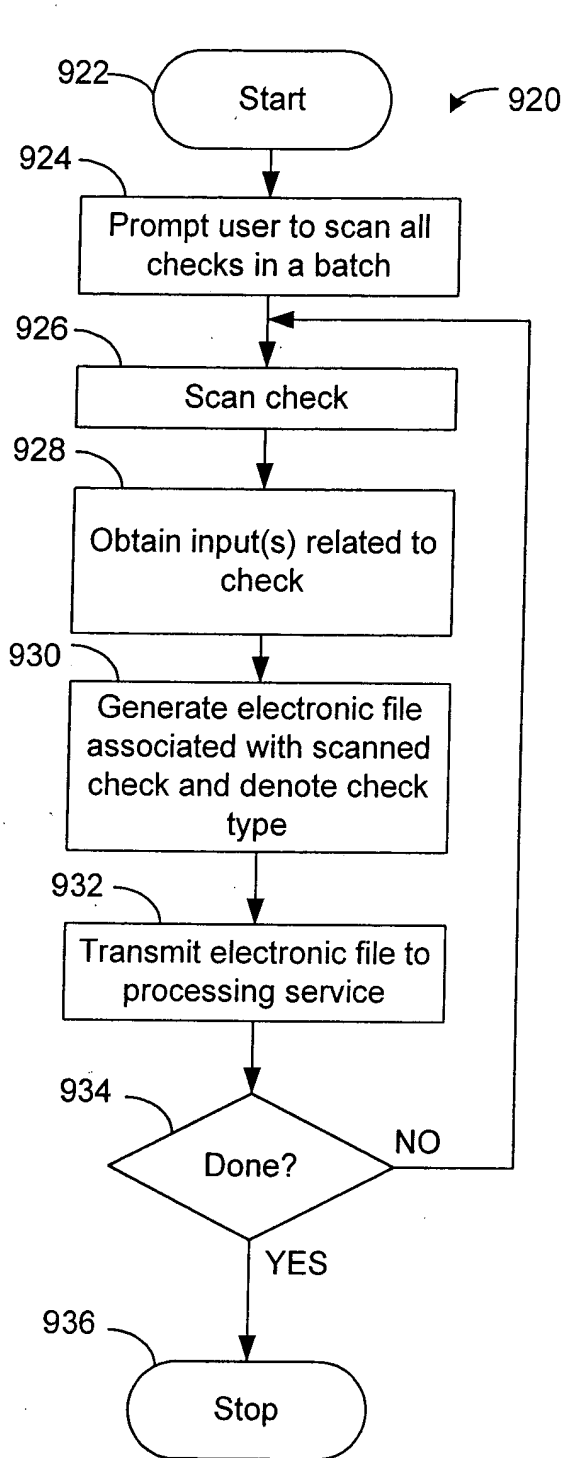 922
Start
920
924
Prompt user to scan all
checks in a batch
926
Scan check
928
Obtain input(s) related to
check
930
Generate electronic file
associated with scanned
check and denote check
type
932
Transmit electronic file to
processing service
934
Done?
NO
YES
936
Stop